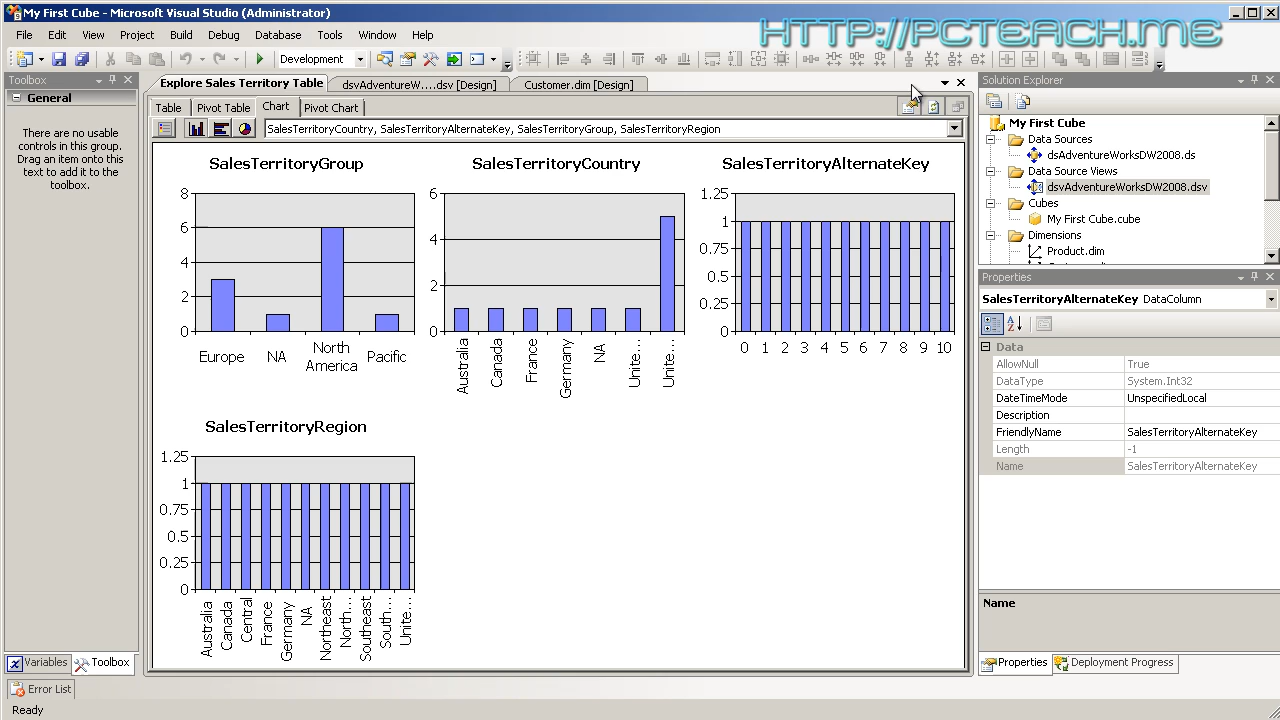 My First Cube - Microsoft Visual Studio (Administrator)
HTTP://PCTEACH.ME
File
Project
Build
Window
Help
Development
Toolbox
General
There are no usable
controls in this group.
Drag an item onto this
text to add it to the
toolbox.
Variables
Toolbox
Error List
Ready
Explore Sales Territory Table
dsvAdventureW....dsv [Design]
Customer.dim [Design]
Table
Pivot Table
Chart
Pivot Chart
SalesTerritoryCountry, SalesTerritoryAlternateKey, SalesTerritoryGroup, SalesTerritoryRegion
SalesTerritoryGroup
8
6
4
2
0
Europe
NA
North
America
Pacific
SalesTerritoryCountry
6
4
2
0
Australia
Canada
France
Germany
NA
Unite...
Unite...
SalesTerritoryAlternateKey
1.25
1
0.75
0.5
0.25
0
0 1 2 3 4 5 6 7 8 9 10
SalesTerritoryRegion
1.25
1
0.75
0.5
0.25
0
Australia
Canada
Central
France
Germany
NA
Northeast
North...
Southeast
South...
Unite...
Solution Explorer
My First Cube
Data Sources
dsAdventureWorksDW2008.ds
Data Source Views
dsvAdventureWorksDW2008.dsv
Cubes
My First Cube.cube
Dimensions
Product.dim
Properties
SalesTerritoryAlternateKey DataColumn
Data
AllowNull True
DataType System.Int32
DateTimeMode UnspecifiedLocal
Description
FriendlyName SalesTerritoryAlternateKey
Length -1
Name SalesTerritoryAlternateKey
Name
Properties
Deployment Progress